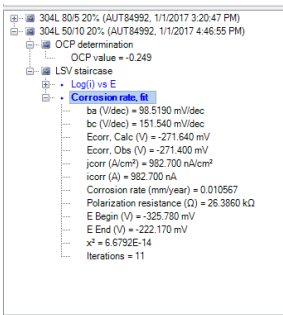 304L 80/5 20% (AUT84992, 1/1/2017 3:20:47 PM)
304L 50/10 20% (AUT84992, 1/1/2017 4:46:55 PM)
OCP determination
OCP value = -0.249
LSV staircase
Log(i) vs E
Corrosion rate, fit
ba (V/dec) = 98.5190 mV/dec
bc (V/dec) = 151.540 mV/dec
Ecorr, Calc (V) = -271.640 mV
Ecorr, Obs (V) = -271.400 mV
jcorr (A/cm²) = 982.700 nA/cm²
icorr (A) = 982.700 nA
Corrosion rate (mm/year) = 0.010567
Polarization resistance (Ω) = 26.3860 kΩ
E Begin (V) = -325.780 mV
E End (V) = -222.170 mV
x² = 6.6792E-14
Iterations = 11